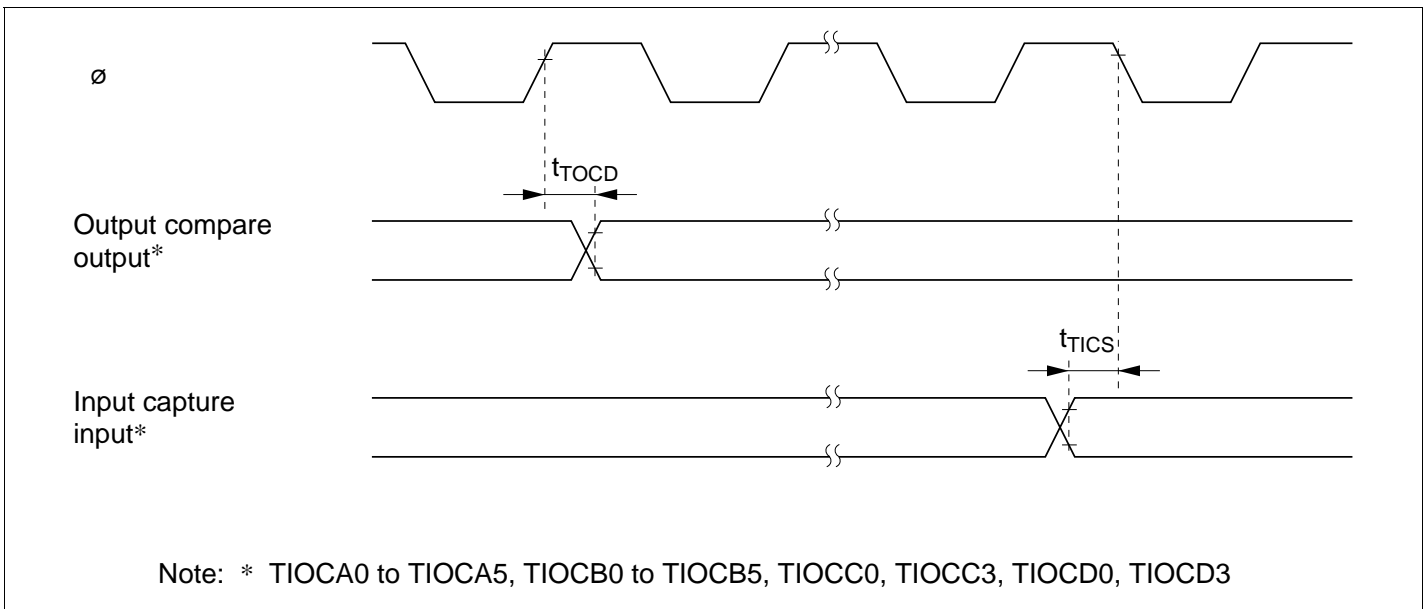 ø
tTOCD
Output compare
output*
tTICS
Input capture
input*
Note: * TIOCA0 to TIOCA5, TIOCB0 to TIOCB5, TIOCC0, TIOCC3, TIOCD0, TIOCD3